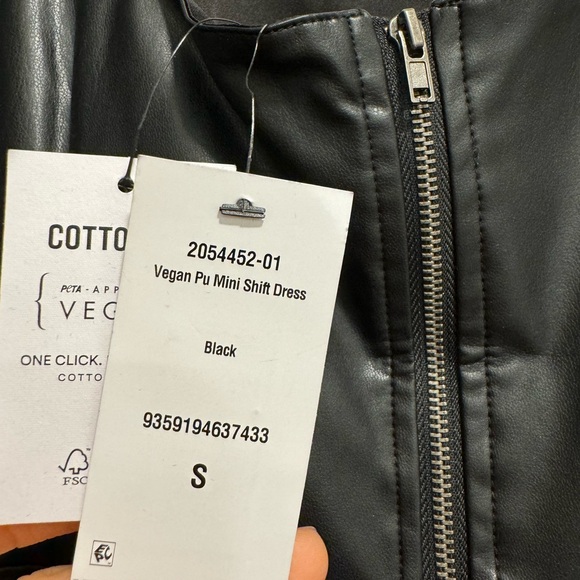 COTTO
PETA - APP
VEG
ONE CLICK.
COTTO
FSC
2054452-01
Vegan Pu Mini Shift Dress
Black
9359194637433
S